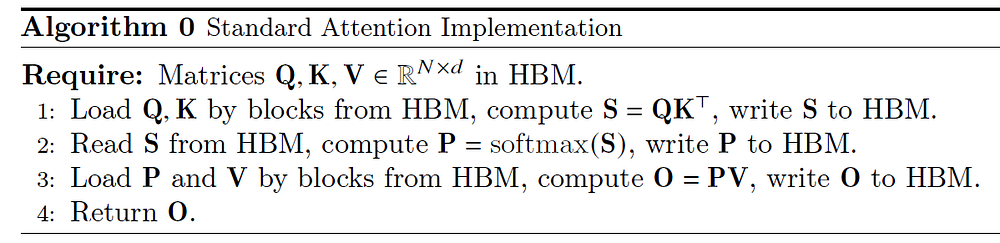 Algorithm 0 Standard Attention Implementation
Require: Matrices Q, K, V ∈ ℝᴺˣᵈ in HBM.
1: Load Q, K by blocks from HBM, compute S = QK⊤, write S to HBM.
2: Read S from HBM, compute P = softmax(S), write P to HBM.
3: Load P and V by blocks from HBM, compute O = PV, write O to HBM.
4: Return O.